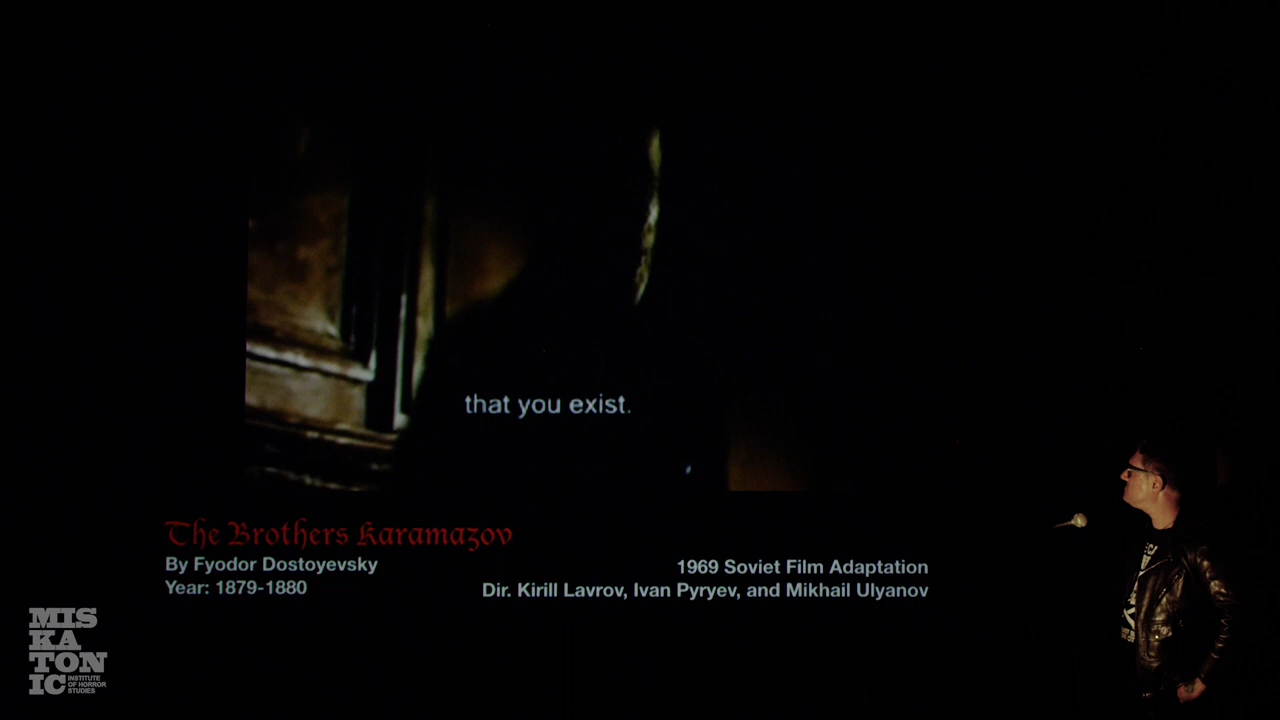 that you exist.
The Brothers Karamazov
By Fyodor Dostoyevsky
Year: 1879-1880
1969 Soviet Film Adaptation
Dir. Kirill Lavrov, Ivan Pyryev, and Mikhail Ulyanov
MIS
KA
TON
IC
INSTITUTE
OF HORROR
STUDIES